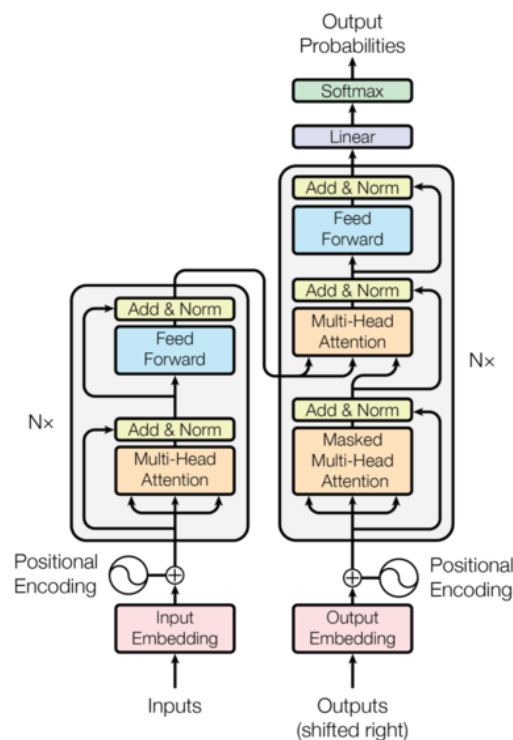 Output
Probabilities
Softmax
Linear
Add & Norm
Feed
Forward
Add & Norm
Multi-Head
Attention
Add & Norm
Masked
Multi-Head
Attention
Nx
Add & Norm
Feed
Forward
Add & Norm
Multi-Head
Attention
N×
Positional
Encoding
Positional
Encoding
Input
Embedding
Output
Embedding
Inputs
Outputs
(shifted right)